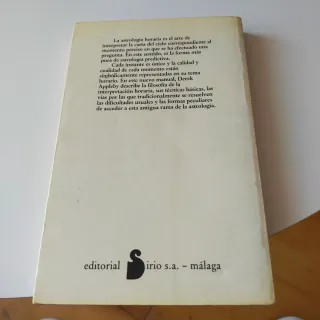 La astrología horaria es el arte de
interpretar la carta del cielo correspondiente al
momento preciso en que se ha efectuado una
pregunta. En este sentido, es la forma más
pura de astrología predictiva.
Cada instante es único y la calidad y
cualidad de cada momento están
simbólicamente representadas en su tema
horario. En este nuevo manual, Derek
Appleby describe la filosofía de la
interpretación horaria, sus técnicas básicas, las
vías por las que tradicionalmente se resuelven
las dificultades usuales y las formas peculiares
de acceder a esta antigua rama de la astrología.
editorial Sirio s.a. – málaga